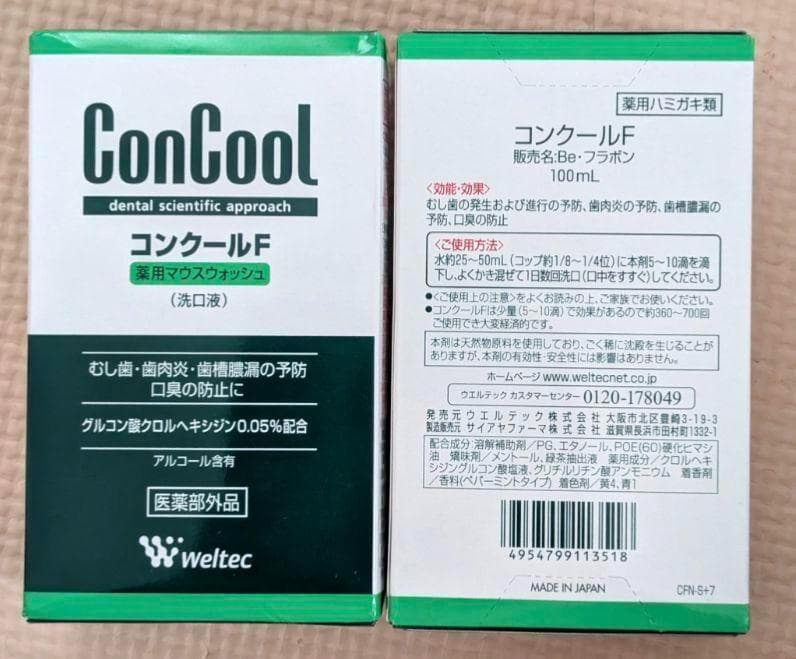 ConCool
dental scientific approach
コンクールF
薬用マウスウォッシュ
(洗口液)
むし歯・歯肉炎・歯槽膿漏の予防
口臭の防止に
グルコン酸クロルヘキシジン0.05%配合
アルコール含有
医薬部外品
Weltec
薬用ハミガキ類
コンクールF
販売名:Be・フラボン
100mL
<効能・効果>
むし歯の発生および進行の予防、歯肉炎の予防、歯槽膿漏の
予防、口臭の防止
<ご使用方法>
水約25~50mL(コップ約1/8~1/4位)に本剤5~10滴を滴
下し、よくかき混ぜて1日数回洗口(口中をすすぐ)してください。
●<ご使用上の注意>をよくお読みの上、ご家族でお使いください。
●コンクールFは少量(5~10滴)で効果があるので約360~700回
ご使用でき大変経済的です。
本剤は天然物原料を使用しており、ごく稀に沈殿を生じることが
ありますが、本剤の有効性・安全性には影響はありません。
ホームページ www.weltecnet.co.jp
ウエルテック カスタマーセンター 0120-178049
発売元 ウエルテック株式会社 大阪市北区豊崎3-19-3
製造販売元 サイアヤファーマ株式会社 滋賀県長浜市田村町1332-1
配合成分:溶解補助剤/PG、エタノール、POE(60)硬化ヒマシ
油 矯味剤/メントール、緑茶抽出液 薬用成分/クロルヘキ
シジングルコン酸塩液、グリチルリチン酸アンモニウム 着香剤
/香料(ペパーミントタイプ) 着色剤/黄4、青1
4954799113518
MADE IN JAPAN
CFN-S+7